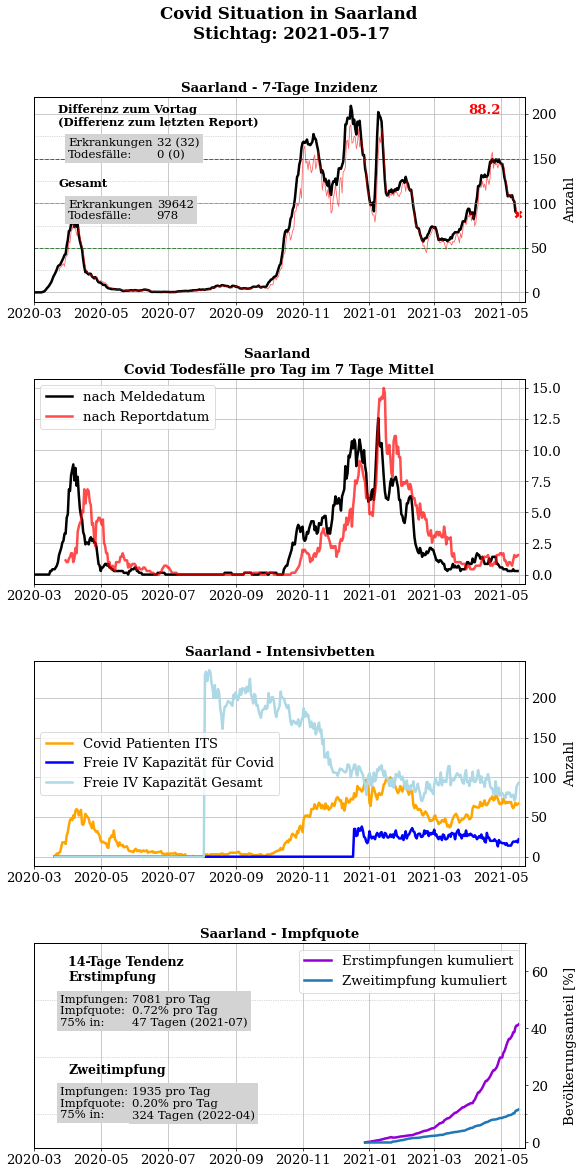 Covid Situation in Saarland
Stichtag: 2021-05-17
Saarland - 7-Tage Inzidenz
Differenz zum Vortag
(Differenz zum letzten Report)
Erkrankungen 32 (32)
Todesfälle: 0 (0)
Gesamt
Erkrankungen 39642
Todesfälle: 978
88.2
200
150
100
50
0
Anzahl
2020-03 2020-05 2020-07 2020-09 2020-11 2021-01 2021-03 2021-05
Saarland
Covid Todesfälle pro Tag im 7 Tage Mittel
nach Meldedatum
nach Reportdatum
15.0
12.5
10.0
7.5
5.0
2.5
0.0
2020-03 2020-05 2020-07 2020-09 2020-11 2021-01 2021-03 2021-05
Saarland - Intensivbetten
Covid Patienten ITS
Freie IV Kapazität für Covid
Freie IV Kapazität Gesamt
200
150
100
50
0
Anzahl
2020-03 2020-05 2020-07 2020-09 2020-11 2021-01 2021-03 2021-05
Saarland - Impfquote
14-Tage Tendenz
Erstimpfung
Impfungen: 7081 pro Tag
Impfquote: 0.72% pro Tag
75% in: 47 Tagen (2021-07)
Zweitimpfung
Impfungen: 1935 pro Tag
Impfquote: 0.20% pro Tag
75% in: 324 Tagen (2022-04)
Erstimpfungen kumuliert
Zweitimpfung kumuliert
60
40
20
0
Bevölkerungsanteil [%]
2020-03 2020-05 2020-07 2020-09 2020-11 2021-01 2021-03 2021-05